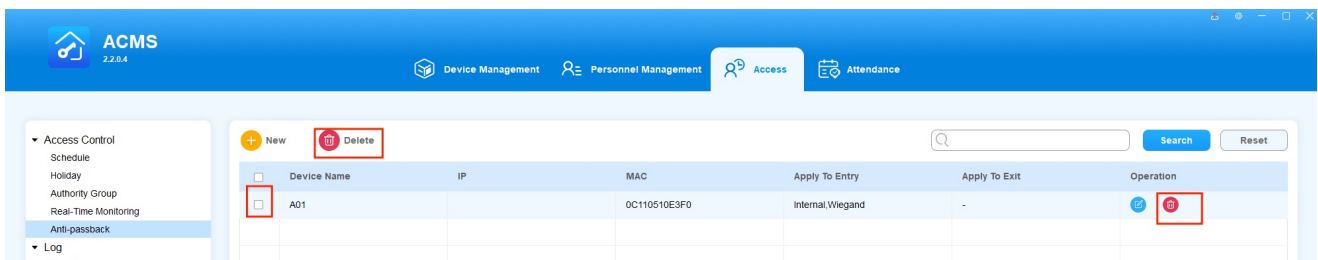 ACMS
2.2.0.4
Device Management Personnel Management Access Attendance
Access Control
Schedule
Holiday
Authority Group
Real-Time Monitoring
Anti-passback
Log
New Delete Search Reset
Device Name IP MAC Apply To Entry Apply To Exit Operation
A01 0C110510E3F0 Internal,Wiegand -